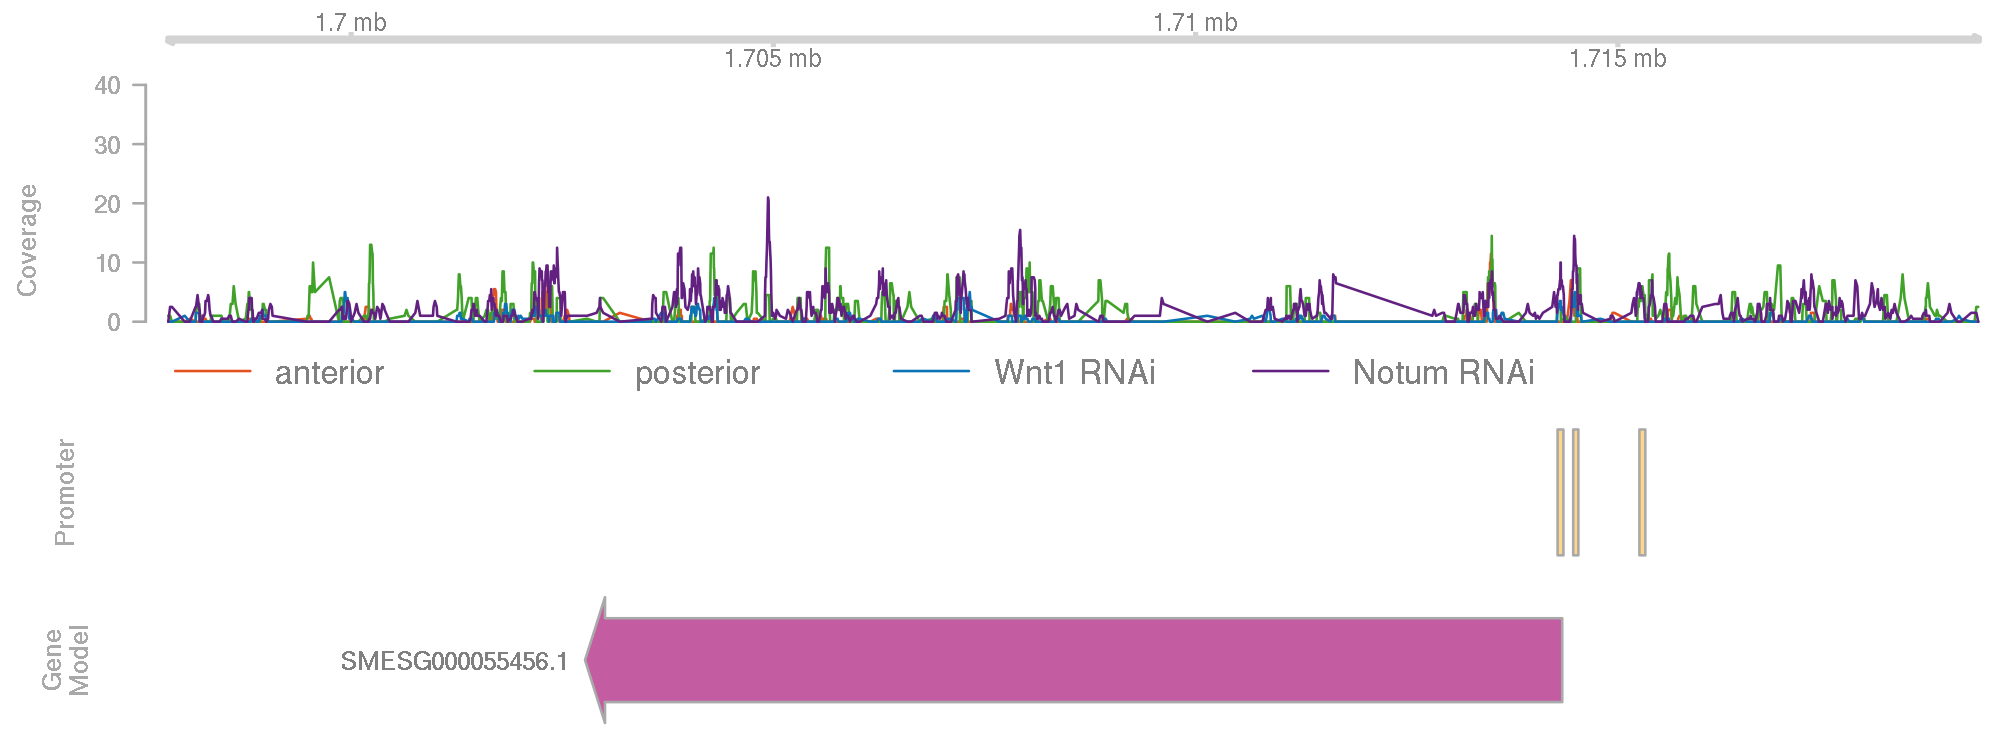 1.7 mb
1.71 mb
1.705 mb
1.715 mb
40
30
20
10
0
Coverage
anterior
posterior
Wnt1 RNAi
Notum RNAi
Promoter
Gene
Model
SMESG000055456.1